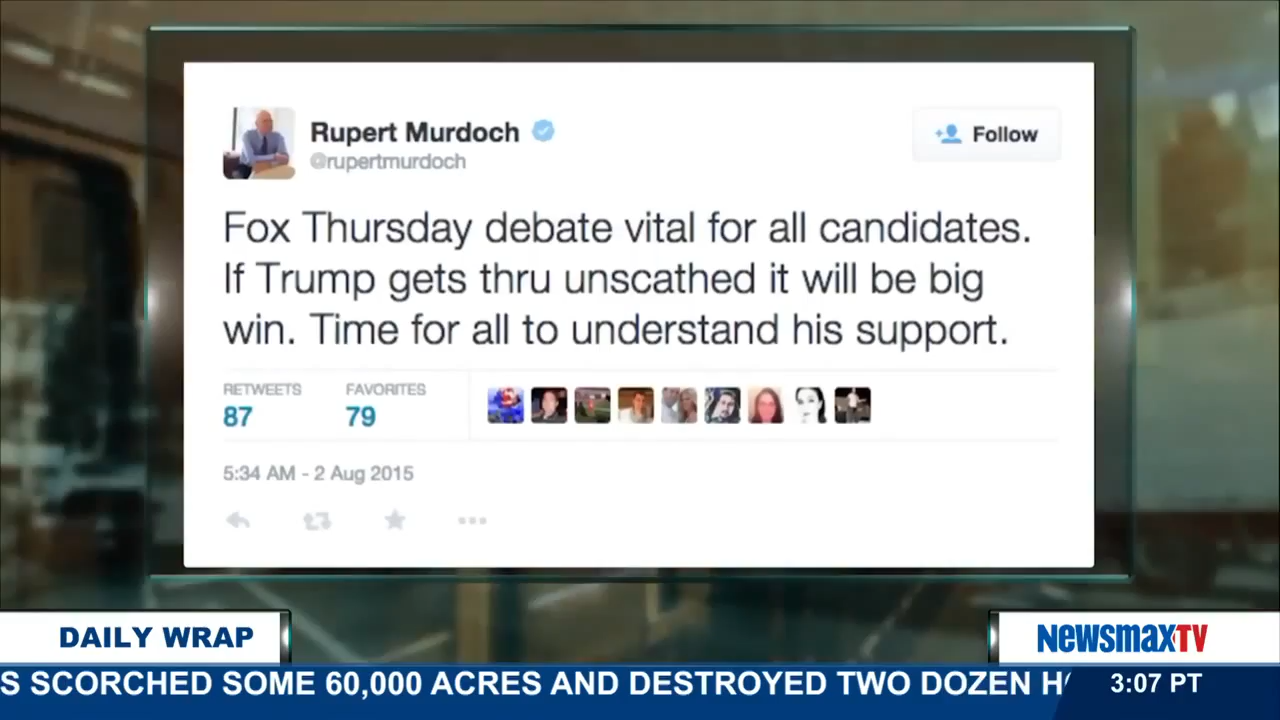 Rupert Murdoch
@rupertmurdoch
Follow
Fox Thursday debate vital for all candidates.
If Trump gets thru unscathed it will be big
win. Time for all to understand his support.
RETWEETS
FAVORITES
87
79
5:34 AM - 2 Aug 2015
DAILY WRAP
NEWSMAXTV
S SCORCHED SOME 60,000 ACRES AND DESTROYED TWO DOZEN
3:07 PT